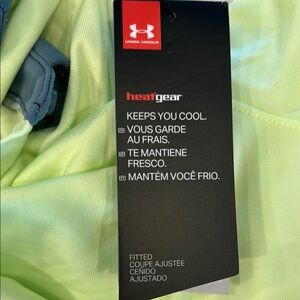 UNDER ARMOUR
heatgear
KEEPS YOU COOL.
VOUS GARDE
AU FRAIS.
TE MANTIENE
FRESCO.
MANTÉM VOCÊ FRIO.
FITTED
COUPE AJUSTÉE
CEÑIDO
AJUSTADO